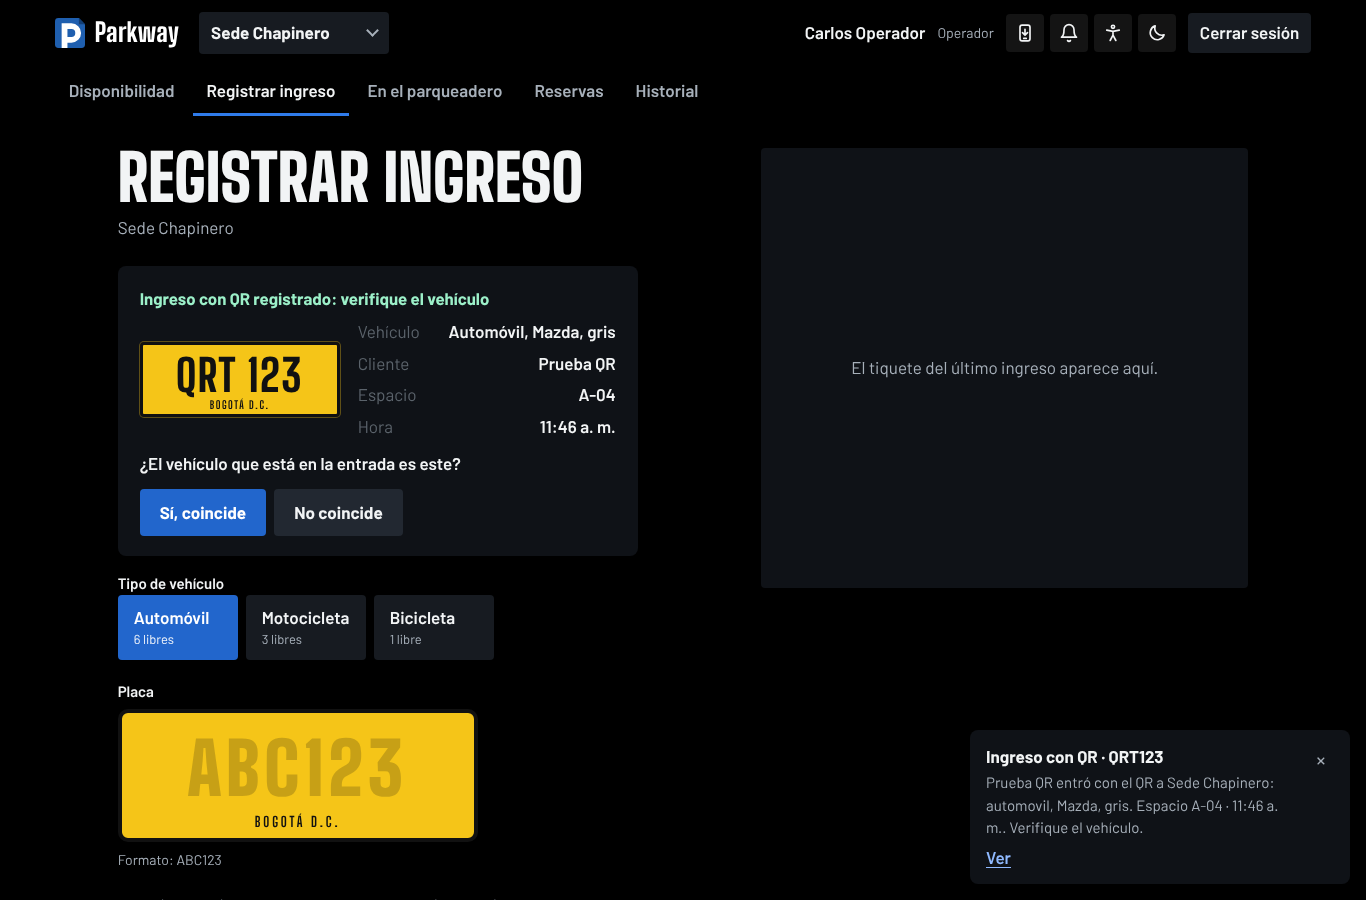 Parkway
Sede Chapinero
Carlos Operador Operador
Cerrar sesión
Disponibilidad Registrar ingreso En el parqueadero Reservas Historial
REGISTRAR INGRESO
Sede Chapinero
Ingreso con QR registrado: verifique el vehículo
QRT 123
BOGOTÁ D.C.
Vehículo Automóvil, Mazda, gris
Cliente Prueba QR
Espacio A-04
Hora 11:46 a. m.
¿El vehículo que está en la entrada es este?
Sí, coincide No coincide
El tiquete del último ingreso aparece aquí.
Tipo de vehículo
Automóvil Motocicleta Bicicleta
6 libres 3 libres 1 libre
Placa
ABC123
BOGOTÁ D.C.
Formato: ABC123
Ingreso con QR · QRT123 ×
Prueba QR entró con el QR a Sede Chapinero:
automovil, Mazda, gris. Espacio A-04 · 11:46 a.
m.. Verifique el vehículo.
Ver